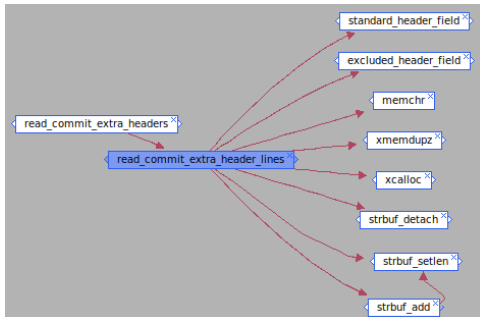 standard_header_field
excluded_header_field
memchr
read_commit_extra_headers
xmemdupz
read_commit_extra_header_lines
xcalloc
strbuf_detach
strbuf_setlen
strbuf_add